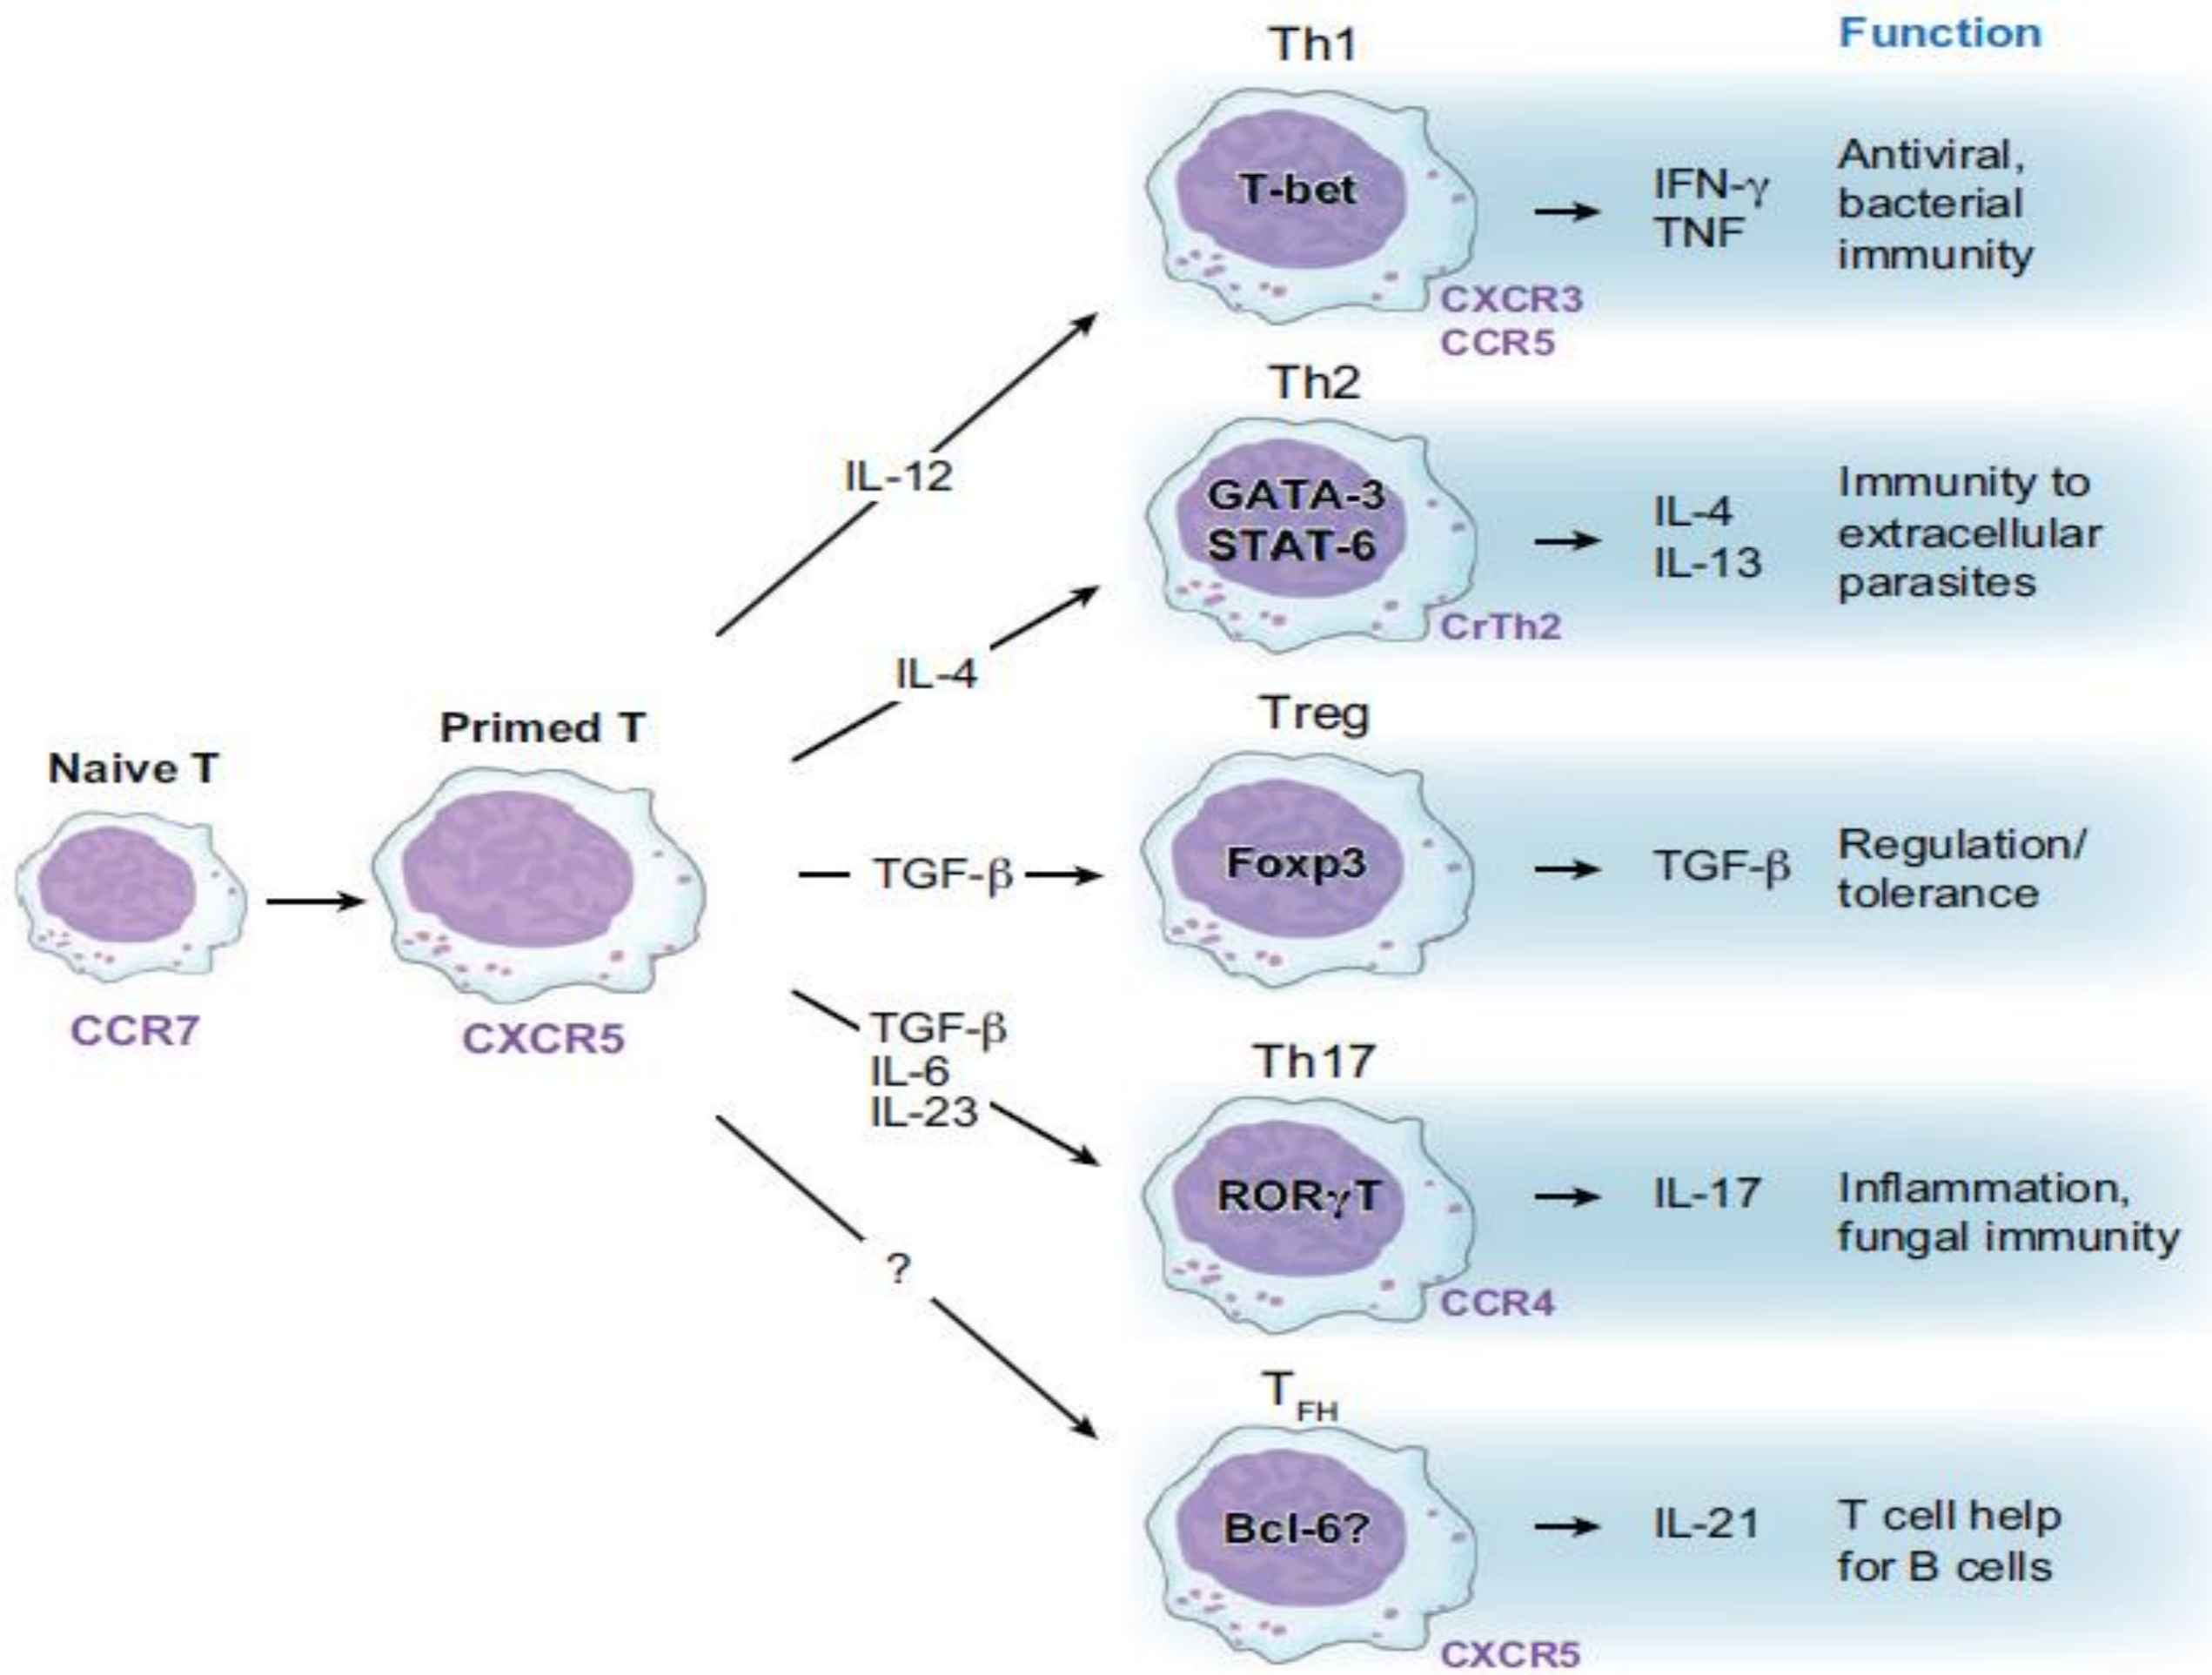 Function
Th1
T-bet
IFN-γ
TNF
Antiviral,
bacterial
immunity
CXCR3
CCR5
IL-12
Th2
GATA-3
STAT-6
IL-4
IL-13
Immunity to
extracellular
parasites
CrTh2
IL-4
Naive T
CCR7
Primed T
CXCR5
TGF-β
Treg
Foxp3
TGF-β
Regulation/
tolerance
TGF-β
IL-6
IL-23
Th17
RORγT
IL-17
Inflammation,
fungal immunity
CCR4
?
TFH
Bcl-6?
IL-21
T cell help
for B cells
CXCR5